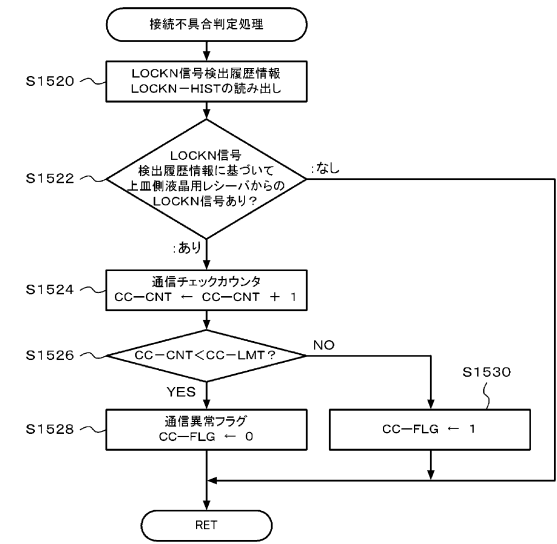 接続不具合判定処理
S1520
LOCKN信号検出履歴情報
LOCKN－HISTの読み出し
S1522
LOCKN信号
検出履歴情報に基づいて
上皿側液晶用レシーバからの
LOCKN信号あり？
:なし
:あり
S1524
通信チェックカウンタ
CC－CNT ← CC－CNT ＋ 1
S1526
CC－CNT＜CC－LMT？
NO
YES
S1530
S1528
通信異常フラグ
CC－FLG ← 0
CC－FLG ← 1
RET